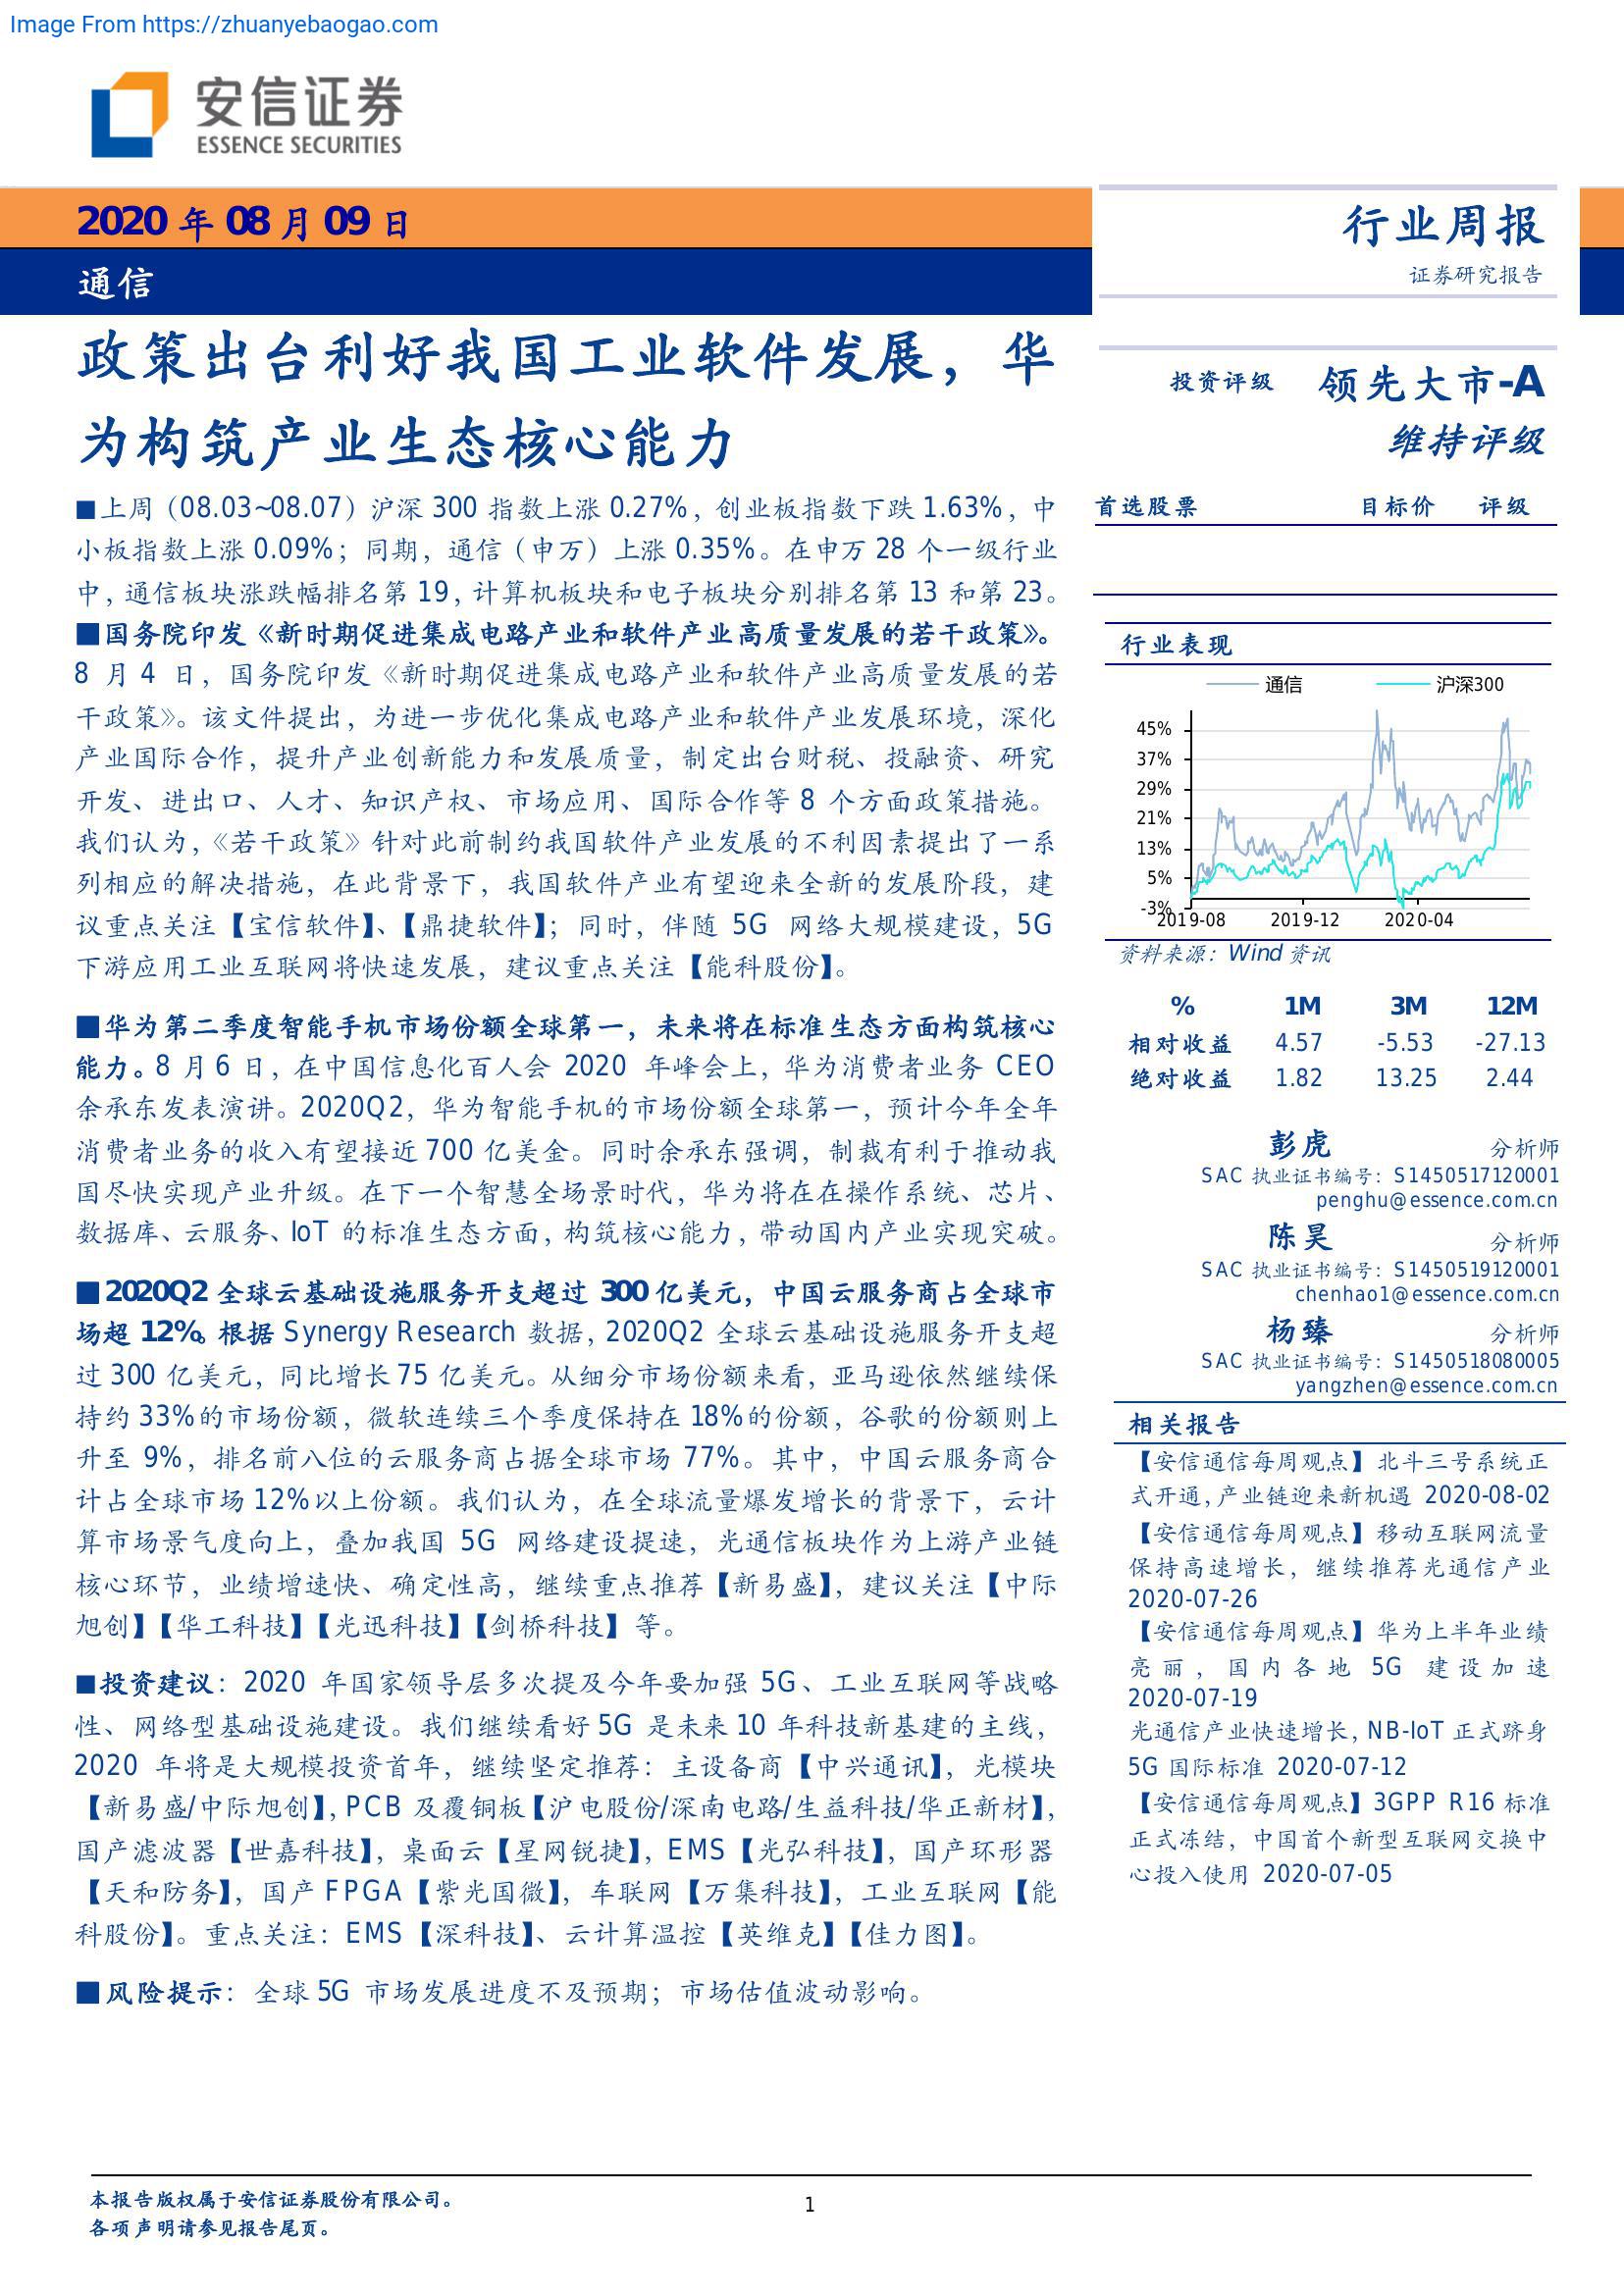 Image From https://zhuanyebaogao.com
安信证券
ESSENCE SECURITIES
2020 年 08 月 09 日
通信
行业周报
证券研究报告
政策出台利好我国工业软件发展，华
为构筑产业生态核心能力
■上周（08.03~08.07）沪深 300 指数上涨 0.27%，创业板指数下跌 1.63%，中
小板指数上涨 0.09%；同期，通信（申万）上涨 0.35%。在申万 28 个一级行业
中，通信板块涨跌幅排名第 19，计算机板块和电子板块分别排名第 13 和第 23。
■国务院印发《新时期促进集成电路产业和软件产业高质量发展的若干政策》。
8 月 4 日，国务院印发《新时期促进集成电路产业和软件产业高质量发展的若
干政策》。该文件提出，为进一步优化集成电路产业和软件产业发展环境，深化
产业国际合作，提升产业创新能力和发展质量，制定出台财税、投融资、研究
开发、进出口、人才、知识产权、市场应用、国际合作等 8 个方面政策措施。
我们认为，《若干政策》针对此前制约我国软件产业发展的不利因素提出了一系
列相应的解决措施，在此背景下，我国软件产业有望迎来全新的发展阶段，建
议重点关注【宝信软件】、【鼎捷软件】；同时，伴随 5G 网络大规模建设，5G
下游应用工业互联网将快速发展，建议重点关注【能科股份】。
■华为第二季度智能手机市场份额全球第一，未来将在标准生态方面构筑核心
能力。8 月 6 日，在中国信息化百人会 2020 年峰会上，华为消费者业务 CEO
余承东发表演讲。2020Q2，华为智能手机的市场份额全球第一，预计今年全年
消费者业务的收入有望接近 700 亿美金。同时余承东强调，制裁有利于推动我
国尽快实现产业升级。在下一个智慧全场景时代，华为将在在操作系统、芯片、
数据库、云服务、IoT 的标准生态方面，构筑核心能力，带动国内产业实现突破。
■2020Q2 全球云基础设施服务开支超过 300 亿美元，中国云服务商占全球市
场超 12%。根据 Synergy Research 数据，2020Q2 全球云基础设施服务开支超
过 300 亿美元，同比增长 75 亿美元。从细分市场份额来看，亚马逊依然继续保
持约 33%的市场份额，微软连续三个季度保持在 18%的份额，谷歌的份额则上
升至 9%，排名前八位的云服务商占据全球市场 77%。其中，中国云服务商合
计占全球市场 12%以上份额。我们认为，在全球流量爆发增长的背景下，云计
算市场景气度向上，叠加我国 5G 网络建设提速，光通信板块作为上游产业链
核心环节，业绩增速快、确定性高，继续重点推荐【新易盛】，建议关注【中际
旭创】【华工科技】【光迅科技】【剑桥科技】等。
■投资建议：2020 年国家领导层多次提及今年要加强 5G、工业互联网等战略
性、网络型基础设施建设。我们继续看好 5G 是未来 10 年科技新基建的主线，
2020 年将是大规模投资首年，继续坚定推荐：主设备商【中兴通讯】，光模块
【新易盛/中际旭创】，PCB 及覆铜板【沪电股份/深南电路/生益科技/华正新材】，
国产滤波器【世嘉科技】，桌面云【星网锐捷】，EMS【光弘科技】，国产环形器
【天和防务】，国产 FPGA【紫光国微】，车联网【万集科技】，工业互联网【能
科股份】。重点关注：EMS【深科技】、云计算温控【英维克】【佳力图】。
■风险提示：全球 5G 市场发展进度不及预期；市场估值波动影响。
投资评级 领先大市-A
维持评级
首选股票 目标价 评级
行业表现
通信 沪深300
45%
37%
29%
21%
13%
5%
-3%
2019-08 2019-12 2020-04
资料来源：Wind 资讯
% 1M 3M 12M
相对收益 4.57 -5.53 -27.13
绝对收益 1.82 13.25 2.44
彭虎 分析师
SAC 执业证书编号：S1450517120001
penghu@essence.com.cn
陈昊 分析师
SAC 执业证书编号：S1450519120001
chenhao1@essence.com.cn
杨臻 分析师
SAC 执业证书编号：S1450518080005
yangzhen@essence.com.cn
相关报告
【安信通信每周观点】北斗三号系统正
式开通，产业链迎来新机遇 2020-08-02
【安信通信每周观点】移动互联网流量
保持高速增长，继续推荐光通信产业
2020-07-26
【安信通信每周观点】华为上半年业绩
亮丽，国内各地 5G 建设加速
2020-07-19
光通信产业快速增长，NB-IoT 正式跻身
5G 国际标准 2020-07-12
【安信通信每周观点】3GPP R16 标准
正式冻结，中国首个新型互联网交换中
心投入使用 2020-07-05
本报告版权属于安信证券股份有限公司。
各项声明请参见报告尾页。
1